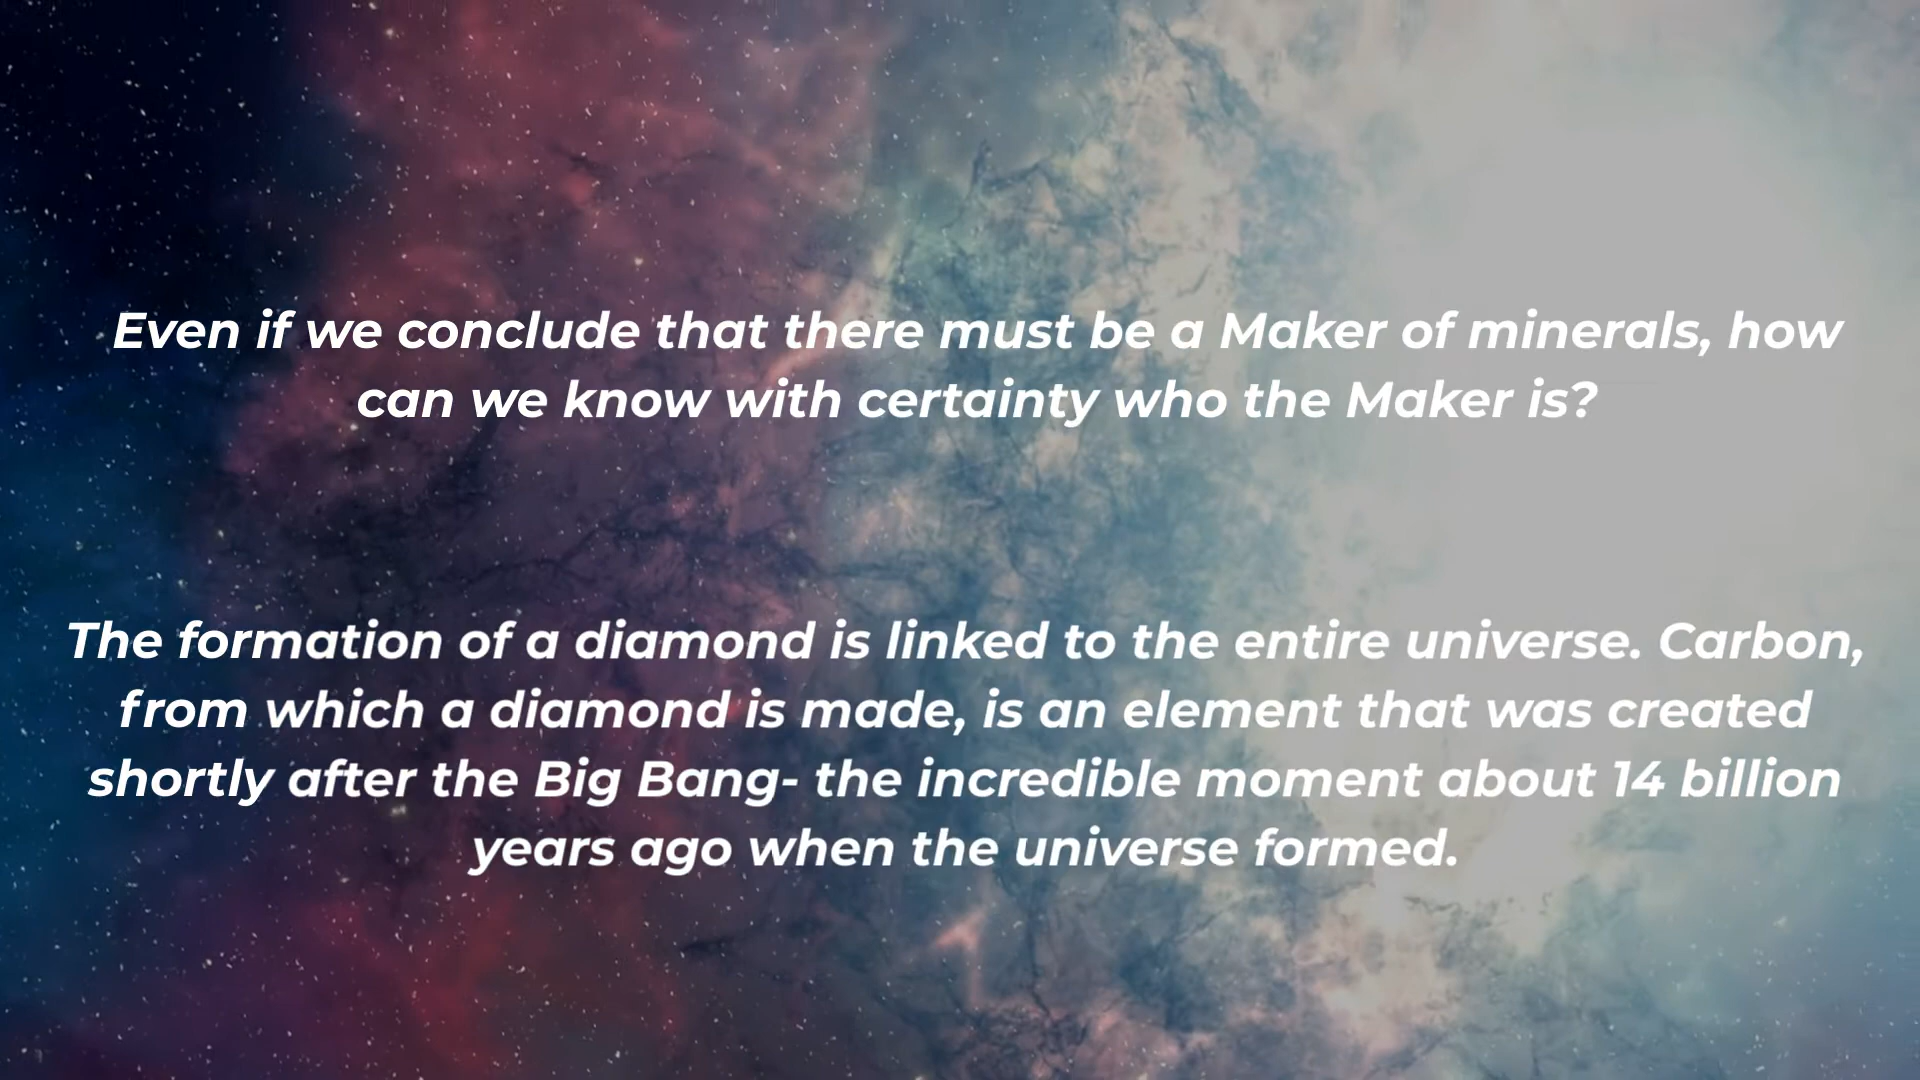 Even if we conclude that there must be a Maker of minerals, how
can we know with certainty who the Maker is?
The formation of a diamond is linked to the entire universe. Carbon,
from which a diamond is made, is an element that was created
shortly after the Big Bang- the incredible moment about 14 billion
years ago when the universe formed.